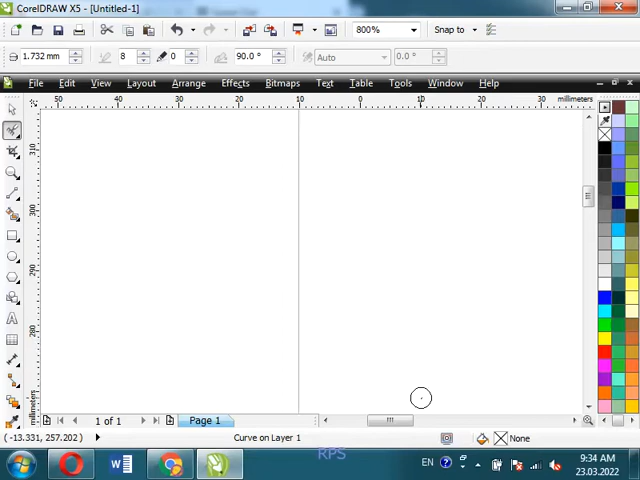 CorelDRAW X5 - [Untitled-1]
800%
Snap to
1.732 mm
8
0
90.0 °
Auto
0.0 °
File Edit View Layout Arrange Effects Bitmaps Text Table Tools Window Help
50 40 30 20 10 0 10 20 30 millimeters
310
300
290
280
millimeters
1 of 1
Page 1
(-13.331, 257.202)
Curve on Layer 1
None
RPS
W
EN
9:34 AM
23.03.2022